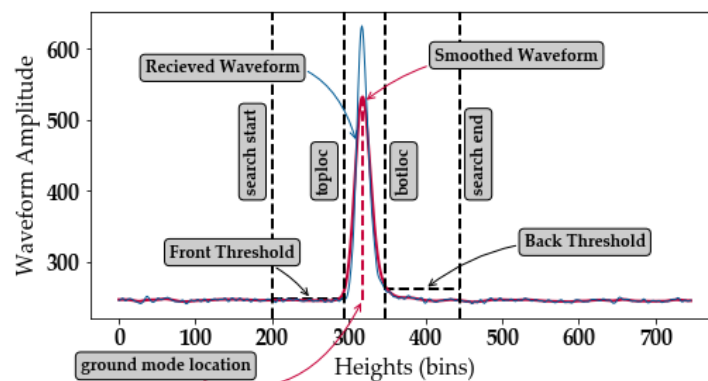 Waveform Amplitude
600
500
400
300
Recieved Waveform
Smoothed Waveform
search start
toploc
botloc
search end
Front Threshold
Back Threshold
0
100
200
300
400
500
600
700
ground mode location
Heights (bins)